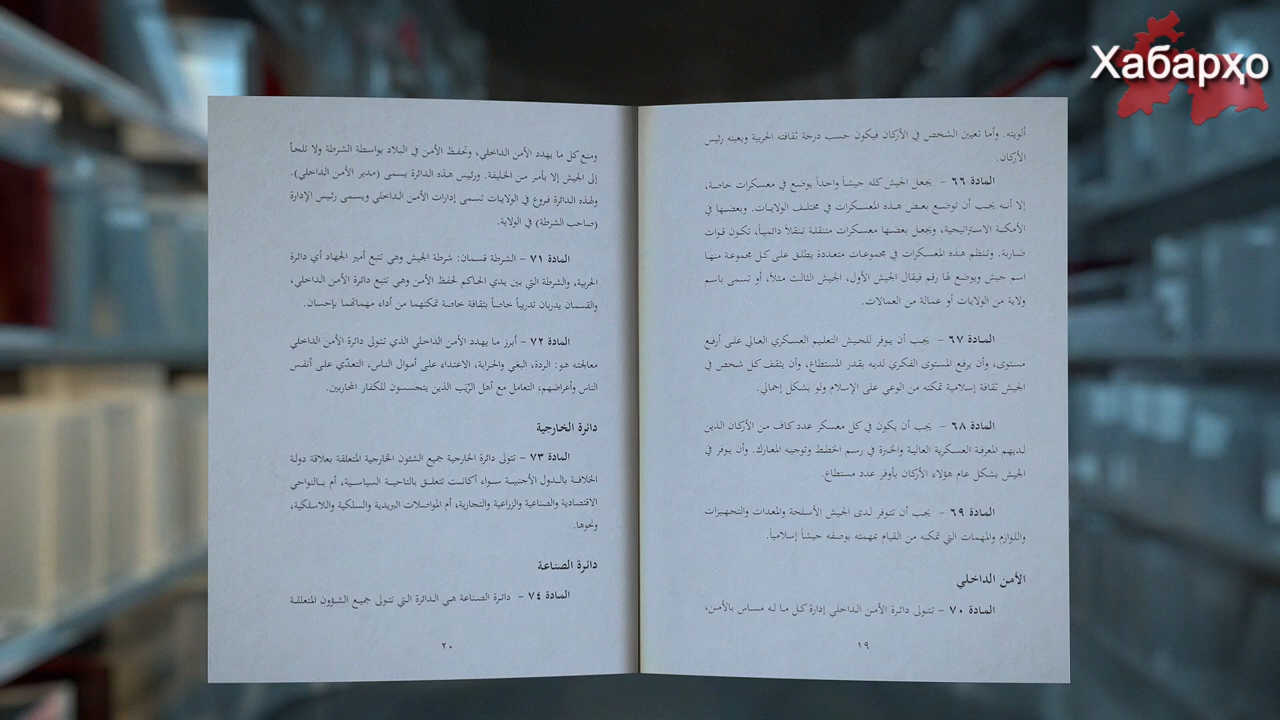 Хабарҳо
ألويته. وأما تعيين الشخص في الأركان فيكون حسب درجة ثقافته الحربية ويعينه رئيس
الأركان.
المادة ٦٦ - يجعل الجيش كله جيشاً واحداً يوضع في معسكرات خاصة،
إلا أنه يجب أن توضع بعض هذه المعسكرات في مختلف الولايات. وبعضها في
الأمكنة الاستراتيجية، ويجعل بعضها معسكرات متنقلة تنقلاً دائمياً، تكون قوات
ضاربة. وتنظم هذه المعسكرات في مجموعات متعددة يطلق على كل مجموعة منها
اسم جيش ويوضع لها رقم فيقال الجيش الأول، الجيش الثالث مثلاً، أو تسمى باسم
ولاية من الولايات أو عمالة من العمالات.
المادة ٦٧ - يجب أن يوفر للجيش التعليم العسكري العالي على أرفع
مستوى، وأن يرفع المستوى الفكري لديه بقدر المستطاع، وأن يثقف كل شخص في
الجيش ثقافة إسلامية تمكنه من الوعي على الإسلام ولو بشكل إجمالي.
المادة ٦٨ - يجب أن يكون في كل معسكر عدد كاف من الأركان الذين
لديهم المعرفة العسكرية العالية والخبرة في رسم الخطط وتوجيه المعارك. وأن يوفر في
الجيش بشكل عام هؤلاء الأركان بأوفر عدد مستطاع.
المادة ٦٩ - يجب أن تتوفر لدى الجيش الأسلحة والمعدات والتجهيزات
واللوازم والمهمات التي تمكنه من القيام بمهمته بوصفه جيشاً إسلامياً.
الأمن الداخلي
المادة ٧٠ - تتولى دائرة الأمن الداخلي إدارة كل ما له مساس بالأمن،
١٩
ومنع كل ما يهدد الأمن الداخلي، وتحفظ الأمن في البلاد بواسطة الشرطة ولا تلجأ
إلى الجيش إلا بأمر من الخليفة. ورئيس هذه الدائرة يسمى (مدير الأمن الداخلي).
ولهذه الدائرة فروع في الولايات تسمى إدارات الأمن الداخلي ويسمى رئيس الإدارة
(صاحب الشرطة) في الولاية.
المادة ٧١ - الشرطة قسمان: شرطة الجيش وهي تتبع أمير الجهاد أي دائرة
الحربية، والشرطة التي بين يدي الحاكم لحفظ الأمن وهي تتبع دائرة الأمن الداخلي،
والقسمان يدربان تدريباً خاصاً بثقافة خاصة تمكنهما من أداء مهماتهما بإحسان.
المادة ٧٢ - أبرز ما يهدد الأمن الداخلي الذي تتولى دائرة الأمن الداخلي
معالجته هو: الردة، البغي والحرابة، الاعتداء على أموال الناس، التعدّي على أنفس
الناس وأعراضهم، التعامل مع أهل الرِّيَب الذين يتجسسون للكفار المحاربين.
دائرة الخارجية
المادة ٧٣ - تتولى دائرة الخارجية جميع الشئون الخارجية المتعلقة بعلاقة دولة
الخلافة بالدول الأجنبية سواء أكانت تتعلق بالناحية السياسية، أم بالنواحي
الاقتصادية والصناعية والزراعية والتجارية، أم المواصلات البريدية والسلكية واللاسلكية،
ونحوها.
دائرة الصناعة
المادة ٧٤ - دائرة الصناعة هي الدائرة التي تتولى جميع الشؤون المتعلقة
٢٠